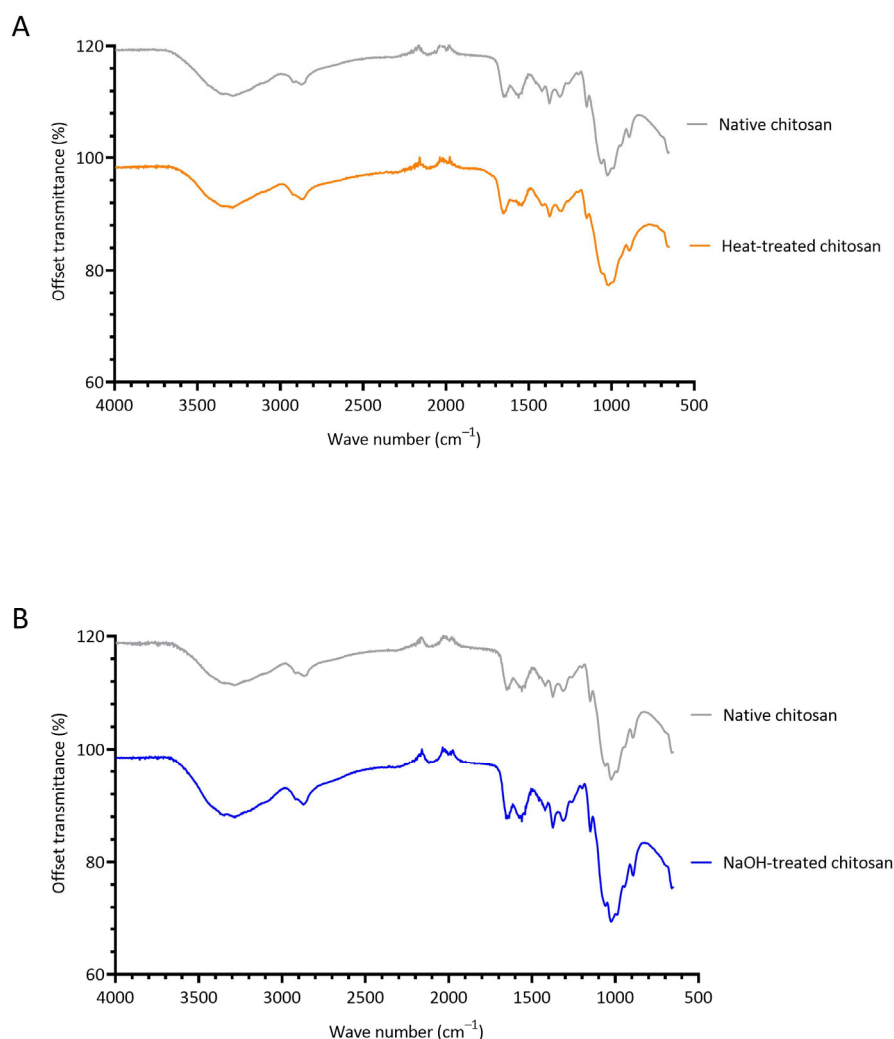 A
120
100
80
60
4000 3500 3000 2500 2000 1500 1000 500
Offset transmittance (%)
Wave number (cm⁻¹)
Native chitosan
Heat-treated chitosan
B
120
100
80
60
4000 3500 3000 2500 2000 1500 1000 500
Offset transmittance (%)
Wave number (cm⁻¹)
Native chitosan
NaOH-treated chitosan